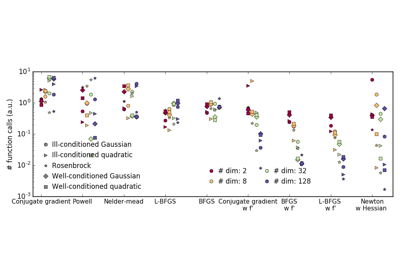 10¹
10⁰
10⁻¹
10⁻²
10⁻³
# function calls (a.u.)
Ill-conditioned Gaussian
Ill-conditioned quadratic
Rosenbrock
Well-conditioned Gaussian
Well-conditioned quadratic
# dim: 2
# dim: 8
# dim: 32
# dim: 128
Conjugate gradient
Powell
Nelder-mead
L-BFGS
BFGS
Conjugate gradient
w f'
BFGS
w f'
L-BFGS
w f'
Newton
w Hessian